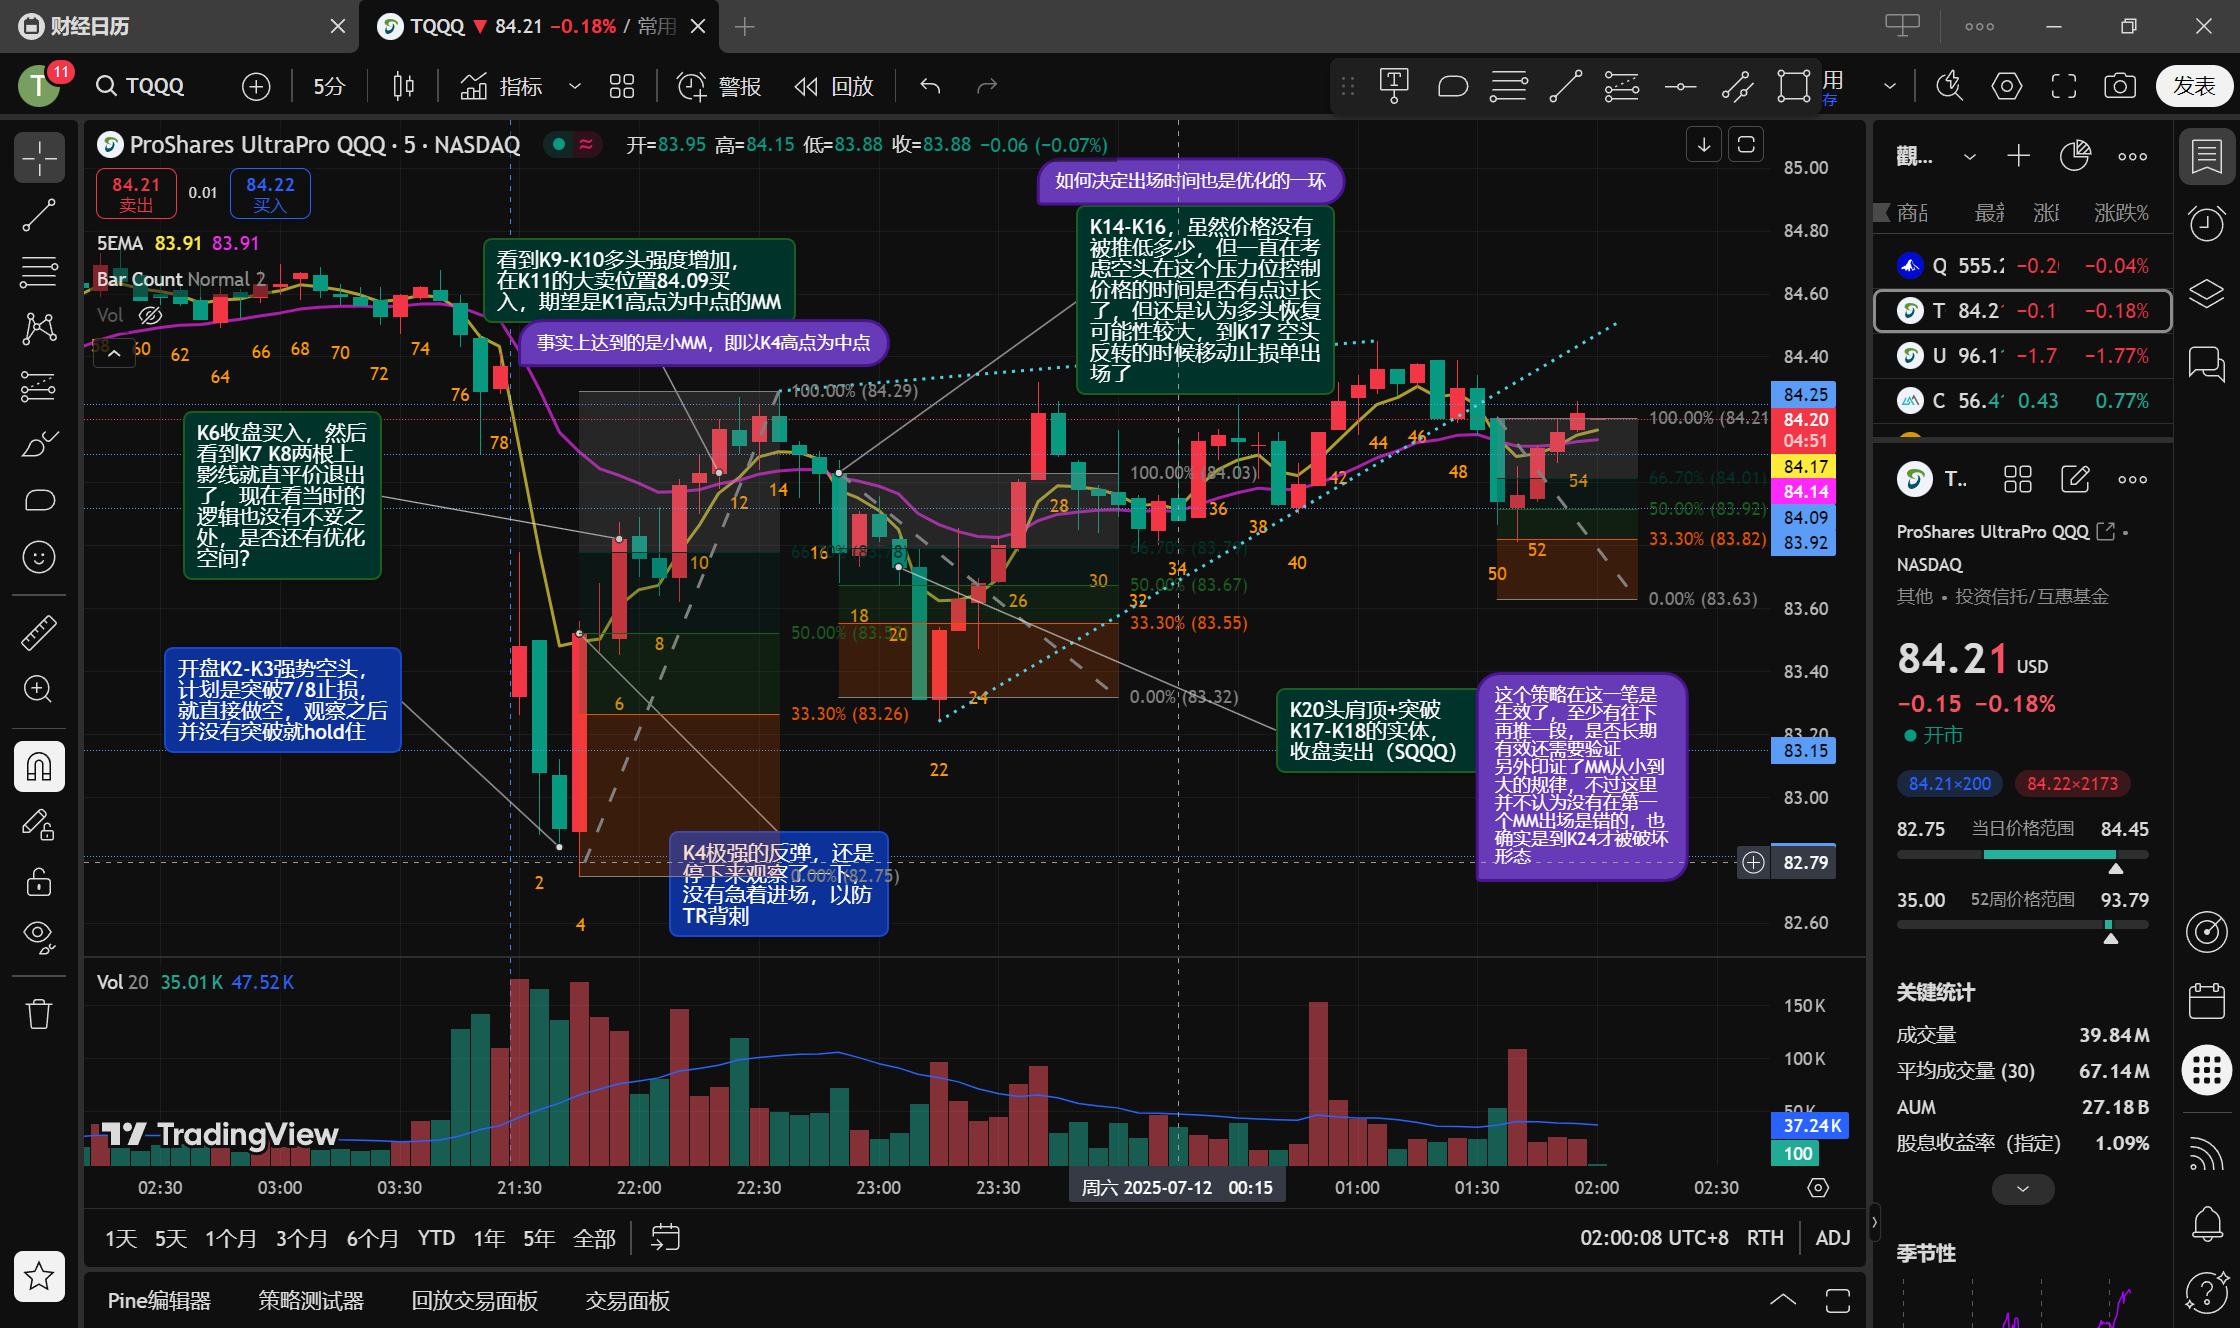 财经日历
TQQQ ▼ 84.21 −0.18% / 常用
T
11
TQQQ
5分
指标
警报
回放
用
存
发表
ProShares UltraPro QQQ · 5 · NASDAQ
开=83.95 高=84.15 低=83.88 收=83.88 −0.06 (−0.07%)
84.21
卖出
0.01
84.22
买入
5EMA 83.91 83.91
Bar Count Normal 2
Vol
如何决定出场时间也是优化的一环
K14-K16，虽然价格没有
被推低多少，但一直在考
虑空头在这个压力位控制
价格的时间是否有点过长
了，但还是认为多头恢复
可能性较大，到K17 空头
反转的时候移动止损单出
场了
看到K9-K10多头强度增加，
在K11的大卖位置84.09买
入，期望是K1高点为中点的MM
事实上达到的是小MM，即以K4高点为中点
K6收盘买入，然后
看到K7 K8两根上
影线就直平价退出
了，现在看当时的
逻辑也没有不妥之
处，是否还有优化
空间？
开盘K2-K3强势空头，
计划是突破7/8止损，
就直接做空，观察之后
并没有突破就hold住
K4极强的反弹，还是
停下来观察了一下，
没有急着进场，以防
TR背刺
K20头肩顶+突破
K17-K18的实体，
收盘卖出（SQQQ）
这个策略在这一笔是
生效了，至少有往下
再推一段，是否长期
有效还需要验证
另外印证了MM从小到
大的规律，不过这里
并不认为没有在第一
个MM出场是错的，也
确实是到K24才被破坏
形态
58 60 62 64 66 68 70 72 74 76 78
2 4 6 8 10 12 14 16 18 20 22 24 26 28 30 32 34 36 38 40 42 44 46 48 50 52 54
100.00% (84.29)
33.30% (83.26)
0.00% (82.75)
100.00% (84.03)
50.00% (83.67)
33.30% (83.55)
0.00% (83.32)
100.00% (84.21
66.70% (84.01)
50.00% (83.92)
33.30% (83.82)
0.00% (83.63)
85.00
84.80
84.60
84.40
84.25
84.20
04:51
84.17
84.14
84.09
83.92
83.60
83.40
83.20
83.15
83.00
82.79
82.60
Vol 20 35.01 K 47.52 K
150 K
100 K
50 K
37.24 K
100
TradingView
02:30 03:00 03:30 21:30 22:00 22:30 23:00 23:30 周六 2025-07-12 00:15 01:00 01:30 02:00 02:30
1天 5天 1个月 3个月 6个月 YTD 1年 5年 全部
02:00:08 UTC+8 RTH ADJ
Pine编辑器 策略测试器 回放交易面板 交易面板
觀...
商品 最新 涨跌 涨跌%
Q 555.2 −0.20 −0.04%
T 84.21 −0.1 −0.18%
U 96.11 −1.7 −1.77%
C 56.41 0.43 0.77%
T..
ProShares UltraPro QQQ
NASDAQ
其他 • 投资信托/互惠基金
84.21 USD
−0.15 −0.18%
开市
84.21×200 84.22×2173
82.75 当日价格范围 84.45
35.00 52周价格范围 93.79
关键统计
成交量 39.84 M
平均成交量 (30) 67.14 M
AUM 27.18 B
股息收益率（指定) 1.09%
季节性